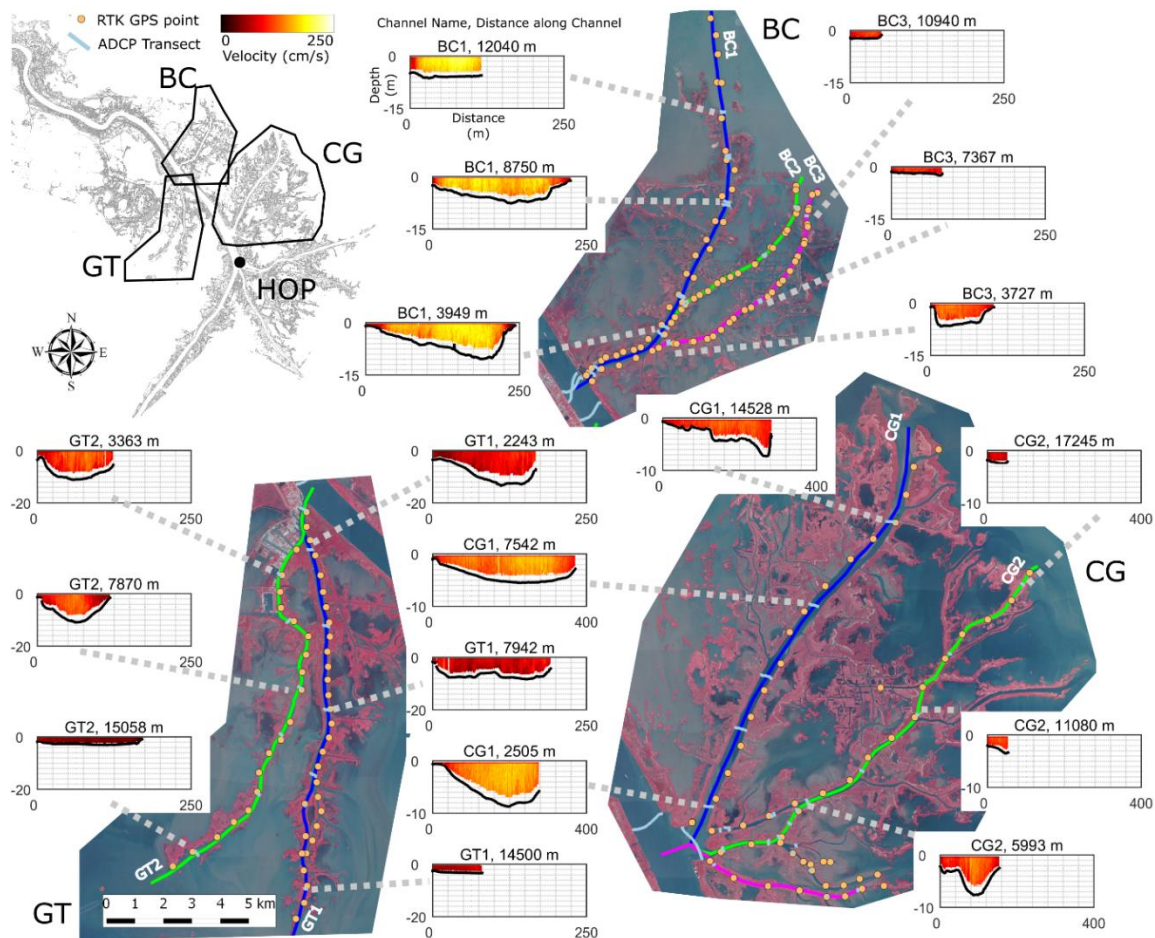 RTK GPS point
ADCP Transect
0 250
Velocity (cm/s)
BC
CG
GT
HOP
N
W E
S
Channel Name, Distance along Channel
BC1, 12040 m
0
Depth
(m)
-15
0 250
Distance
(m)
BC1, 8750 m
0
-15
0 250
BC1, 3949 m
0
-15
0 250
BC
BC1
BC2
BC3
BC3, 10940 m
0
-15
0 250
BC3, 7367 m
0
-15
0 250
BC3, 3727 m
0
-15
0 250
GT2, 3363 m
0
-20
0 250
GT2, 7870 m
0
-20
0 250
GT2, 15058 m
0
-20
0 250
GT1, 2243 m
0
-20
0 250
CG1, 7542 m
0
-10
0 400
GT1, 7942 m
0
-20
0 250
CG1, 2505 m
0
-10
0 400
GT1, 14500 m
0
-20
0 250
GT2
GT1
0 1 2 3 4 5 km
GT
CG1, 14528 m
0
-10
0 400
CG1
CG2
CG
CG2, 17245 m
0
-10
0 400
CG2, 11080 m
0
-10
0 400
CG2, 5993 m
0
-10
0 400